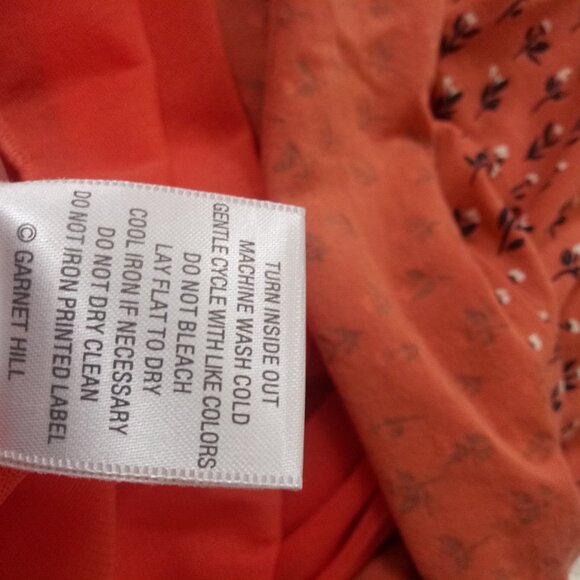 TURN INSIDE OUT
MACHINE WASH COLD
GENTLE CYCLE WITH LIKE COLORS
DO NOT BLEACH
LAY FLAT TO DRY
COOL IRON IF NECESSARY
DO NOT DRY CLEAN
DO NOT IRON PRINTED LABEL
© GARNET HILL